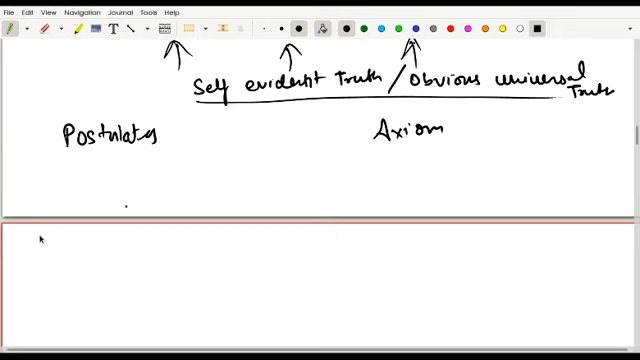 File Edit View Navigation Journal Tools Help
Self evident Truth / Obvious universal
Truth
Postulates Axiom